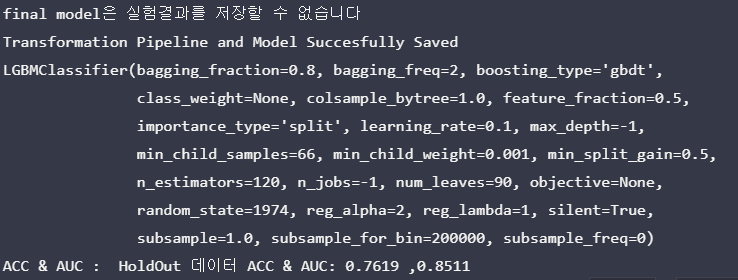 final model은 실험결과를 저장할 수 없습니다
Transformation Pipeline and Model Succesfully Saved
LGBMClassifier(bagging_fraction=0.8, bagging_freq=2, boosting_type='gbdt',
class_weight=None, colsample_bytree=1.0, feature_fraction=0.5,
importance_type='split', learning_rate=0.1, max_depth=-1,
min_child_samples=66, min_child_weight=0.001, min_split_gain=0.5,
n_estimators=120, n_jobs=-1, num_leaves=90, objective=None,
random_state=1974, reg_alpha=2, reg_lambda=1, silent=True,
subsample=1.0, subsample_for_bin=200000, subsample_freq=0)
ACC & AUC :  HoldOut 데이터 ACC & AUC: 0.7619 ,0.8511